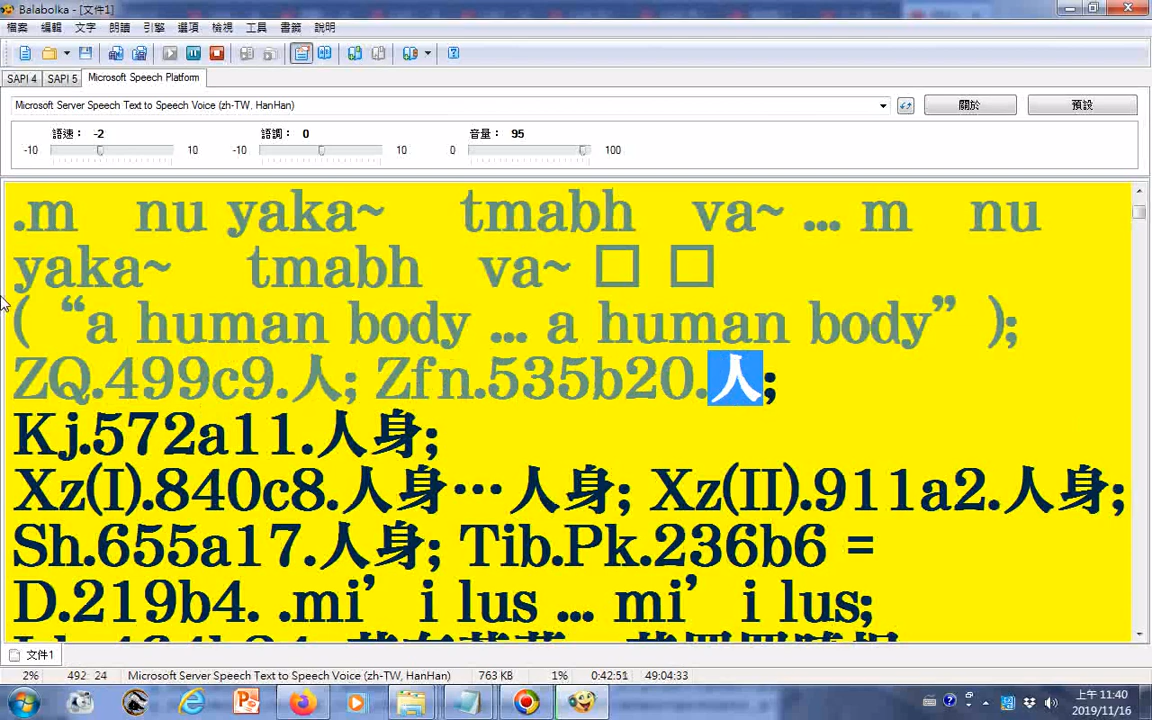 Balabolka - [文件1]
檔案 編輯 文字 朗讀 引擎 選項 檢視 工具 書籤 說明
SAPI 4 SAPI 5 Microsoft Speech Platform
Microsoft Server Speech Text to Speech Voice (zh-TW, HanHan) 關於 預設
語速： -2 語調： 0 音量： 95
-10 10 -10 10 0 100
.m nu yaka~ tmabh va~ ... m nu
yaka~ tmabh va~ □ □
(“a human body ... a human body” );
ZQ.499c9.人; Zfn.535b20.人;
Kj.572a11.人身;
Xz(I).840c8.人身…人身; Xz(II).911a2.人身;
Sh.655a17.人身; Tib.Pk.236b6 =
D.219b4. .mi’ i lus ... mi’ i lus;
文件1
2% 492: 24 Microsoft Server Speech Text to Speech Voice (zh-TW, HanHan) 763 KB 1% 0:42:51 49:04:33
上午 11:40
2019/11/16